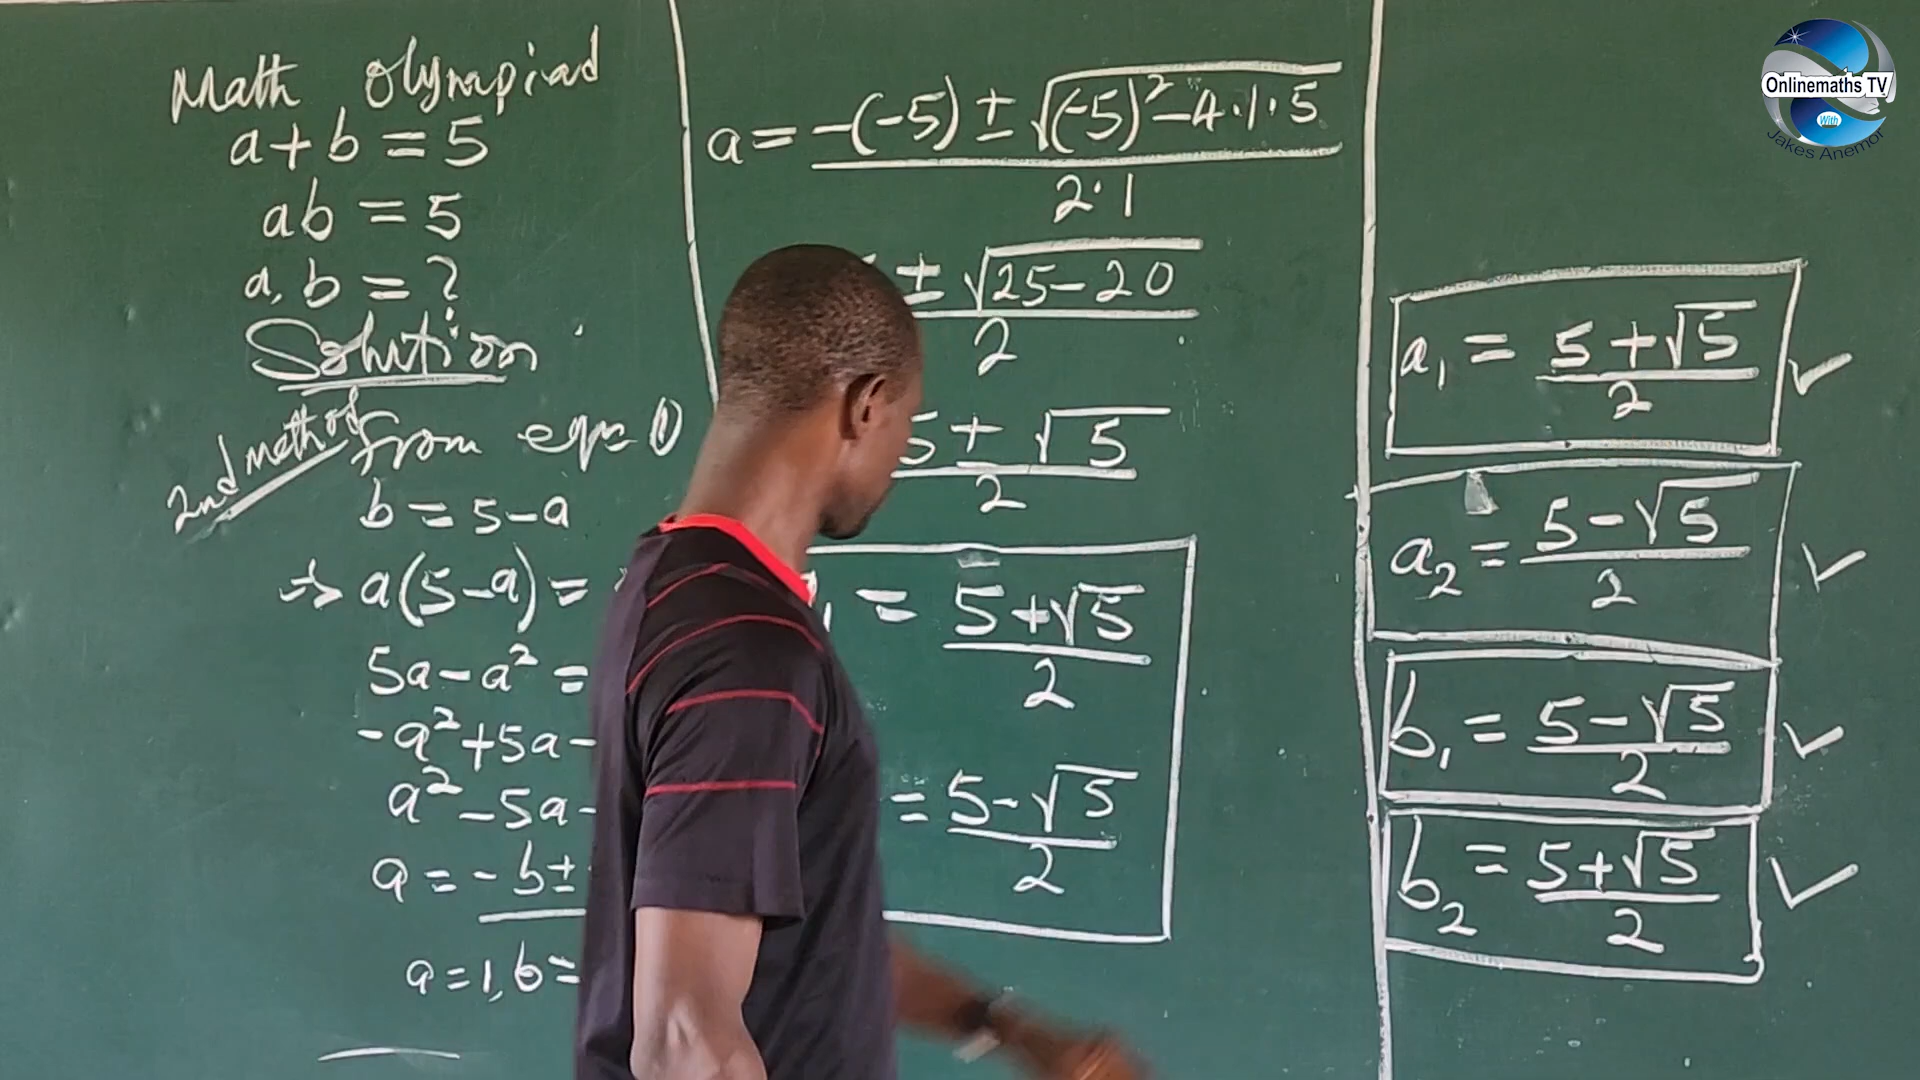 Math Olympiad
a+b=5
ab=5
a,b=?
Solution
2nd method
From eqn ①
b=5-a
⇒ a(5-a)=
5a-a²=
-a²+5a-
a²-5a-
a=-b±
a=1, b=
a = (-(-5) ± √((-5)²-4·1·5))/(2·1)
± √(25-20)/2
5 ± √5/2
₁ = (5+√5)/2
= (5-√5)/2
a₁ = (5+√5)/2 ✓
a₂ = (5-√5)/2 ✓
b₁ = (5-√5)/2 ✓
b₂ = (5+√5)/2 ✓
Onlinemaths TV
With
Jakes Anemor